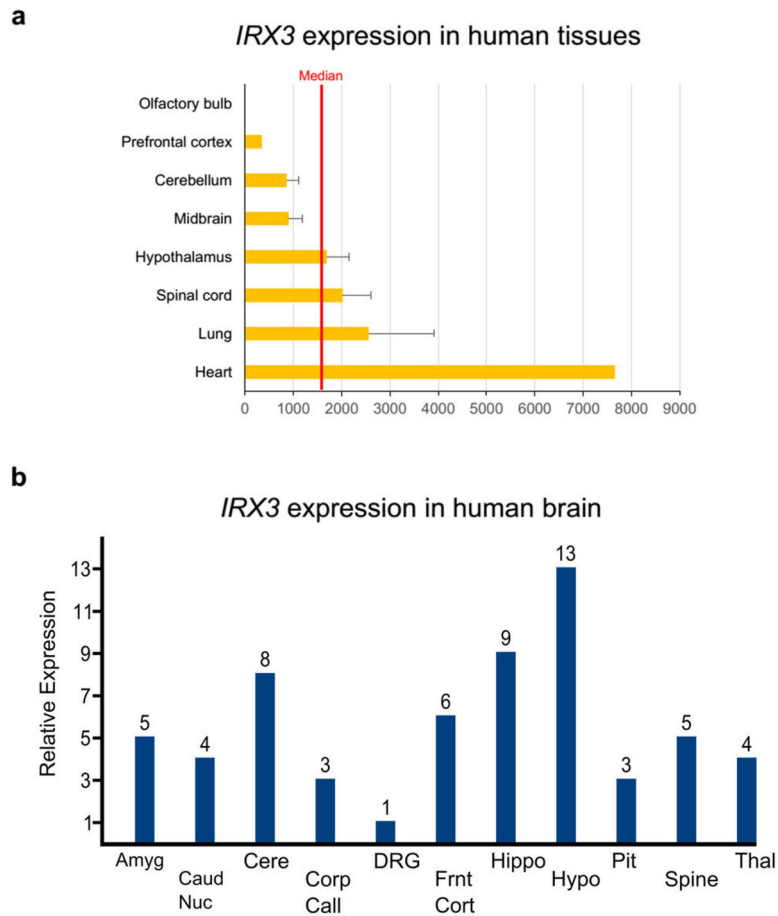 a
IRX3 expression in human tissues
Median
Olfactory bulb
Prefrontal cortex
Cerebellum
Midbrain
Hypothalamus
Spinal cord
Lung
Heart
0 1000 2000 3000 4000 5000 6000 7000 8000 9000
b
IRX3 expression in human brain
Relative Expression
13
11
9
7
5
3
1
5 4 8 3 1 6 9 13 3 5 4
Amyg Cere DRG Hippo Pit Thal
Caud Corp Frnt Hypo Spine
Nuc Call Cort